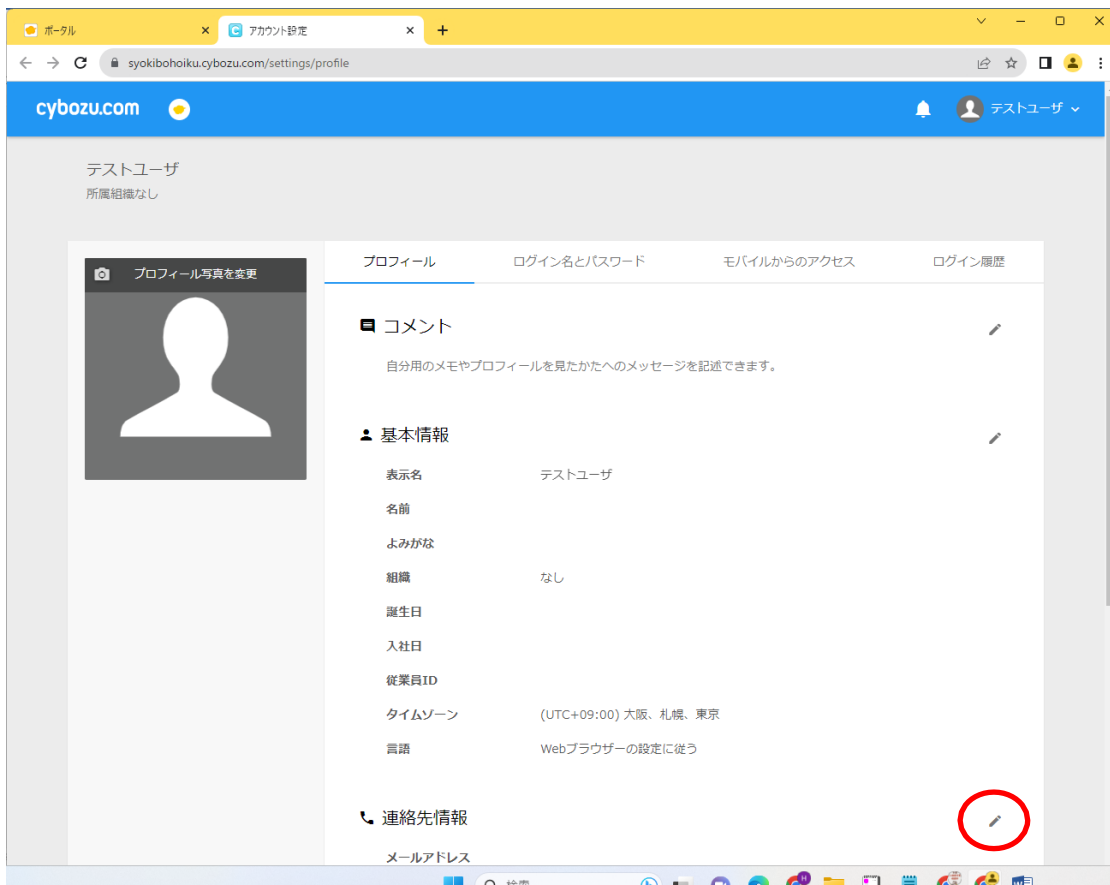 ポータル
アカウント設定
syokibohoiku.cybozu.com/settings/profile
cybozu.com
テストユーザ
テストユーザ
所属組織なし
プロフィール写真を変更
プロフィール ログイン名とパスワード モバイルからのアクセス ログイン履歴
コメント
自分用のメモやプロフィールを見たかたへのメッセージを記述できます。
基本情報
表示名 テストユーザ
名前
よみがな
組織 なし
誕生日
入社日
従業員ID
タイムゾーン (UTC+09:00) 大阪、札幌、東京
言語 Webブラウザーの設定に従う
連絡先情報
メールアドレス